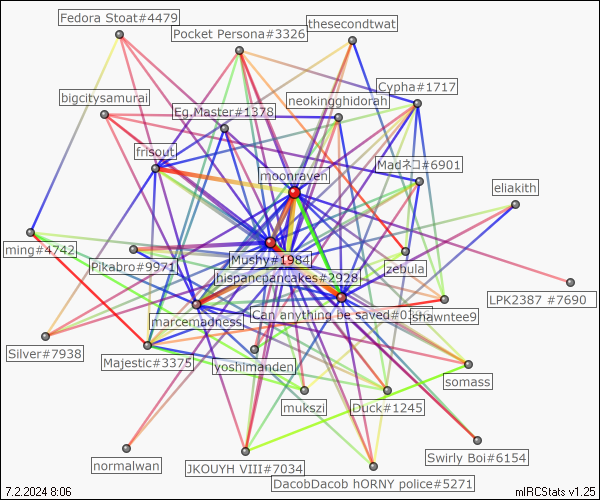 Fedora Stoat#4479
thesecondtwat
Pocket Persona#3326
Cypha#1717
bigcitysamurai
neokingghidorah
Eg.Master#1378
frisout
Madネコ#6901
moonraven
eliakith
ming#4742
Mushy#1984
Pikabro#9971
zebula
hispancpancakes#2928
LPK2387 #7690
Can anything be saved#0
shawntee9
marcemadness
Silver#7938
Majestic#3375
yoshimanden
somass
mukszi
Duck#1245
Swirly Boi#6154
normalwan
JKOUYH VIII#7034
DacobDacob hORNY police#5271
7.2.2024 8:06
mIRCStats v1.25